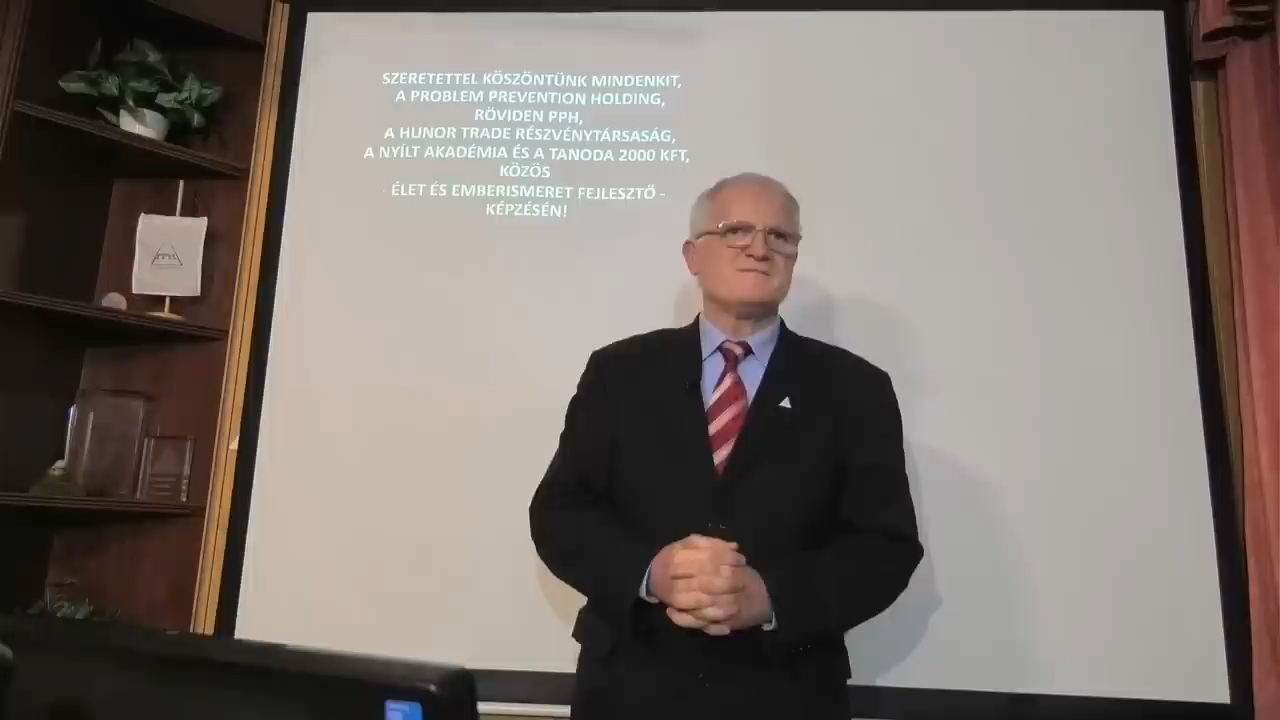 SZERETETTEL KÖSZÖNTÜNK MINDENKIT,
A PROBLEM PREVENTION HOLDING,
RÖVIDEN PPH,
A HUNOR TRADE RÉSZVÉNYTÁRSASÁG,
A NYÍLT AKADÉMIA ÉS A TANODA 2000 KFT,
KÖZÖS
- ÉLET ÉS EMBERISMERET FEJLESZTŐ -
KÉPZÉSÉN!